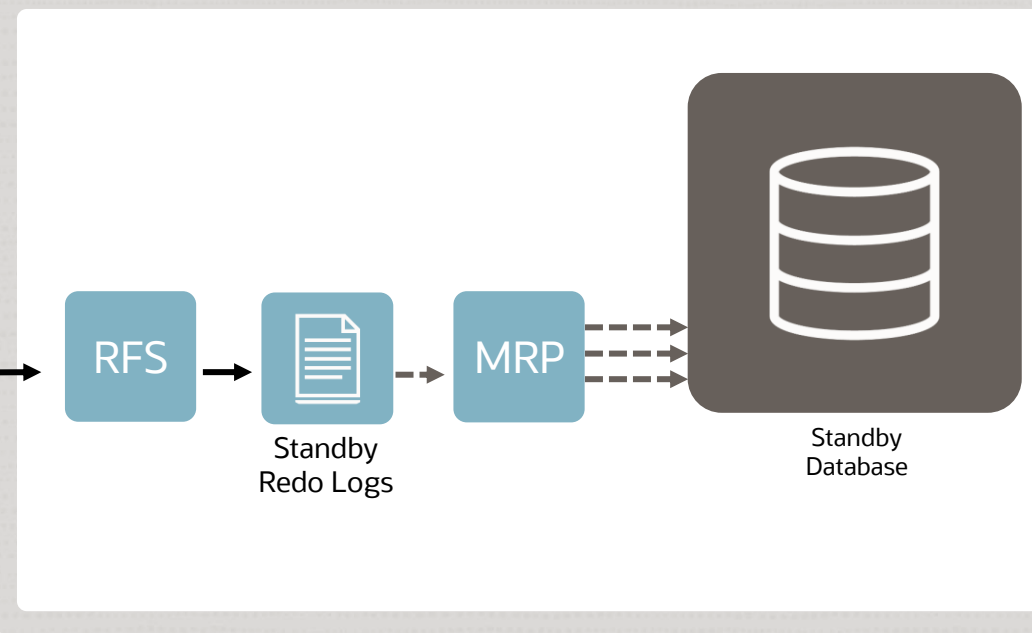 RFS
Standby
Redo Logs
MRP
Standby
Database